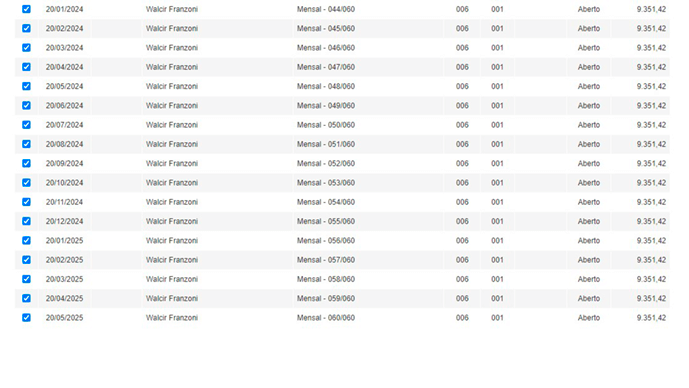 20/01/2024 Walcir Franzoni Mensal - 044/060 006 001 Aberto 9.351,42
20/02/2024 Walcir Franzoni Mensal - 045/060 006 001 Aberto 9.351,42
20/03/2024 Walcir Franzoni Mensal - 046/060 006 001 Aberto 9.351,42
20/04/2024 Walcir Franzoni Mensal - 047/060 006 001 Aberto 9.351,42
20/05/2024 Walcir Franzoni Mensal - 048/060 006 001 Aberto 9.351,42
20/06/2024 Walcir Franzoni Mensal - 049/060 006 001 Aberto 9.351,42
20/07/2024 Walcir Franzoni Mensal - 050/060 006 001 Aberto 9.351,42
20/08/2024 Walcir Franzoni Mensal - 051/060 006 001 Aberto 9.351,42
20/09/2024 Walcir Franzoni Mensal - 052/060 006 001 Aberto 9.351,42
20/10/2024 Walcir Franzoni Mensal - 053/060 006 001 Aberto 9.351,42
20/11/2024 Walcir Franzoni Mensal - 054/060 006 001 Aberto 9.351,42
20/12/2024 Walcir Franzoni Mensal - 055/060 006 001 Aberto 9.351,42
20/01/2025 Walcir Franzoni Mensal - 056/060 006 001 Aberto 9.351,42
20/02/2025 Walcir Franzoni Mensal - 057/060 006 001 Aberto 9.351,42
20/03/2025 Walcir Franzoni Mensal - 058/060 006 001 Aberto 9.351,42
20/04/2025 Walcir Franzoni Mensal - 059/060 006 001 Aberto 9.351,42
20/05/2025 Walcir Franzoni Mensal - 060/060 006 001 Aberto 9.351,42